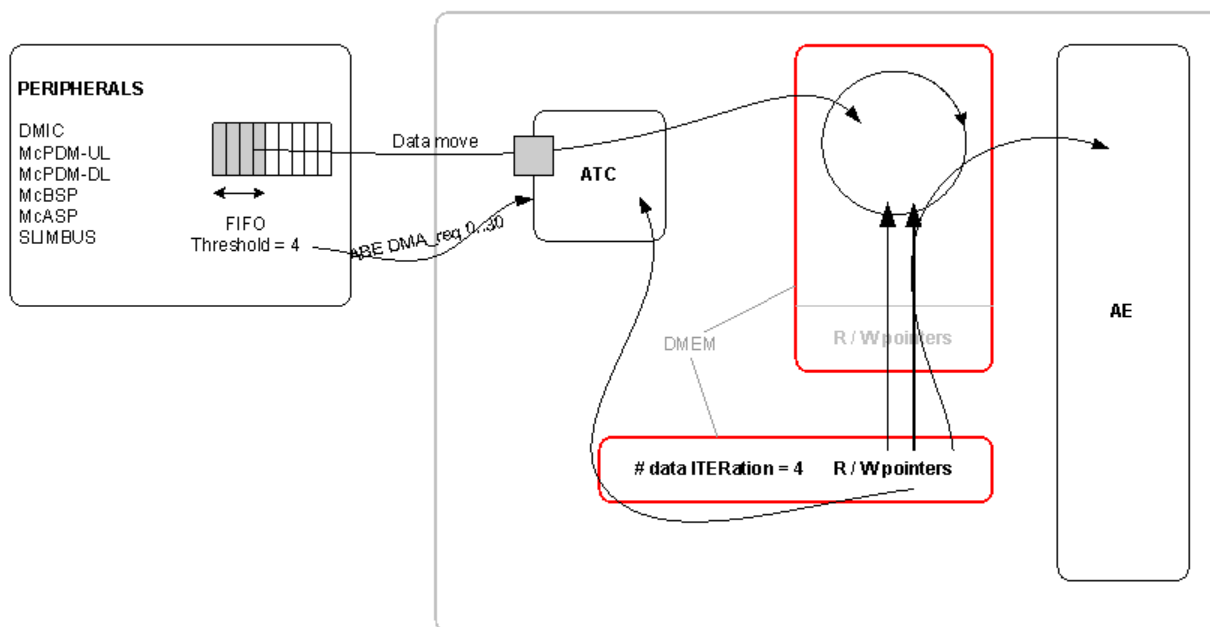 PERIPHERALS
DMIC
McPDM-UL
McPDM-DL
McBSP
McASP
SLIMBUS
FIFO
Threshold = 4
Data move
ABE DMA_req 0..30
ATC
DMEM
R / W pointers
# data ITERation = 4 R / W pointers
AE